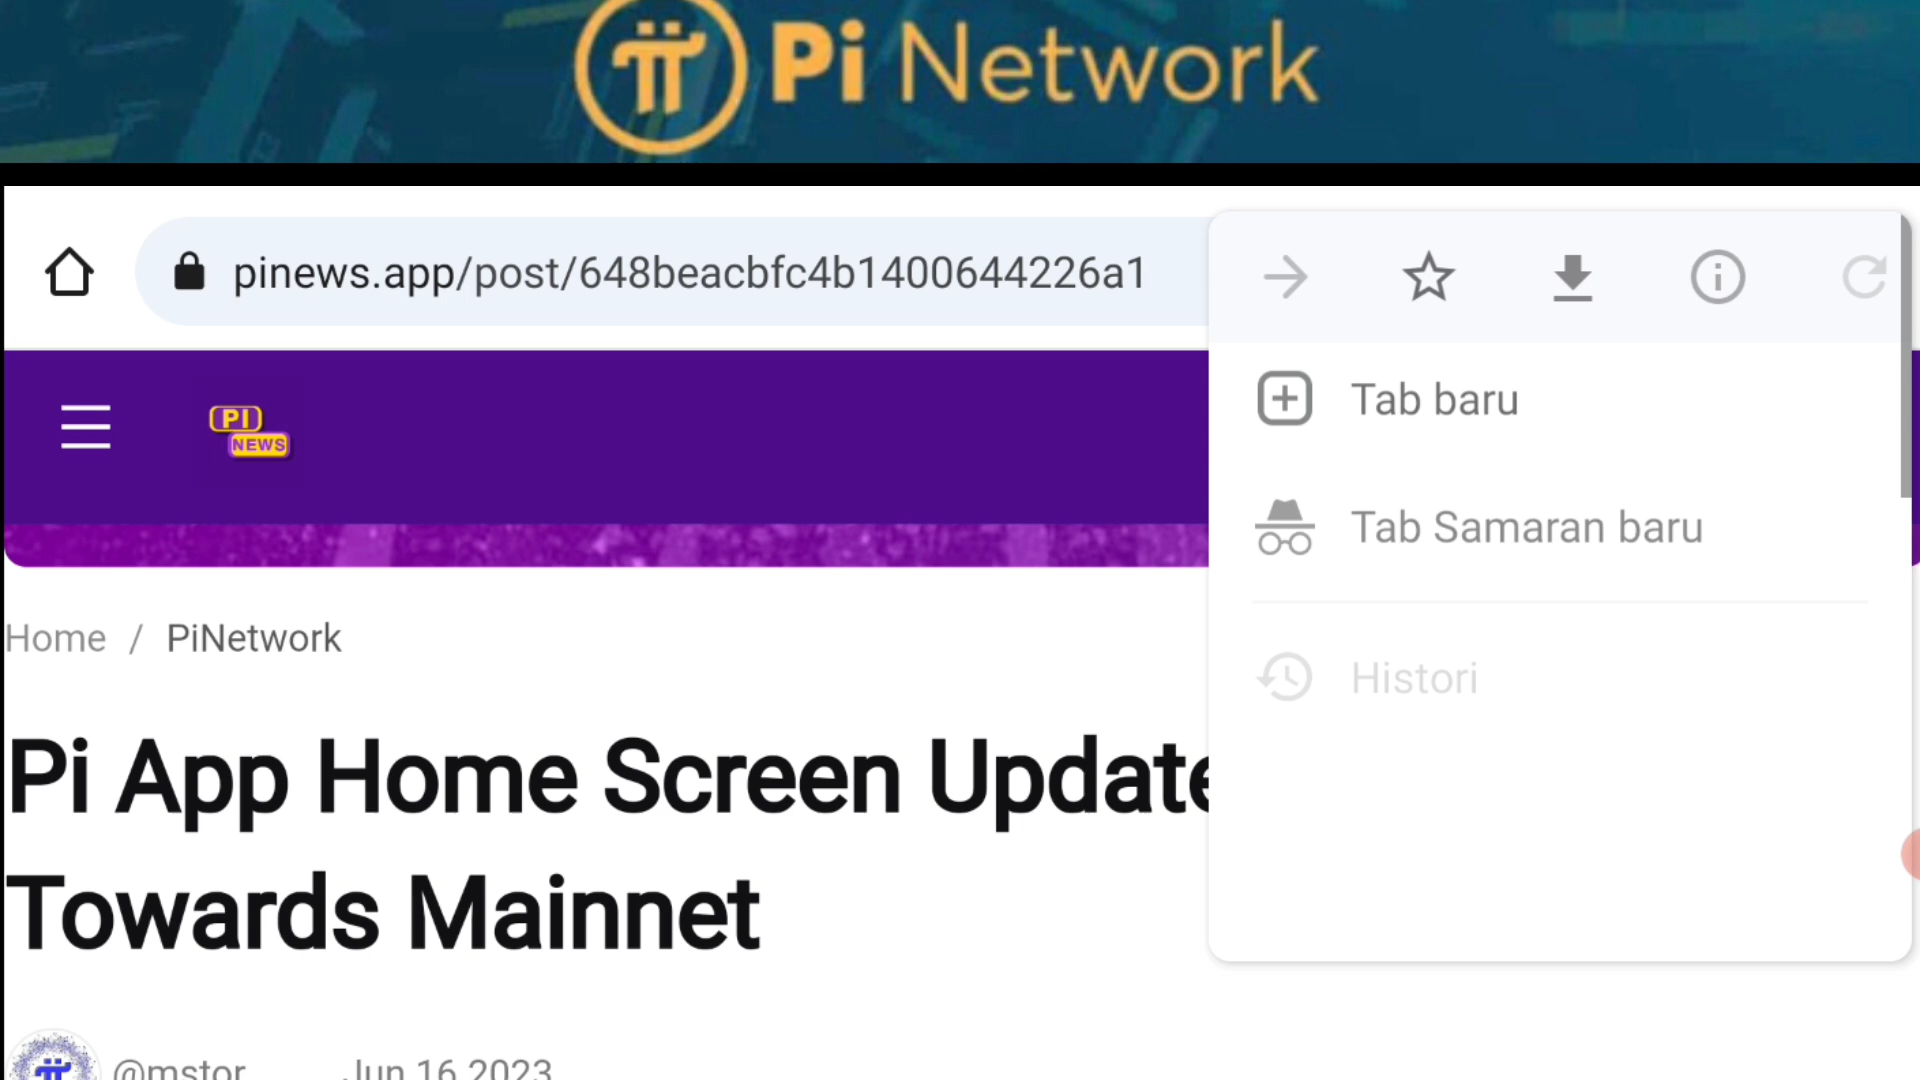 Pi Network
pinews.app/post/648beacbfc4b1400644226a1
PI
NEWS
Tab baru
Tab Samaran baru
Histori
Home / PiNetwork
Pi App Home Screen Update
Towards Mainnet
@mstor Jun 16 2023